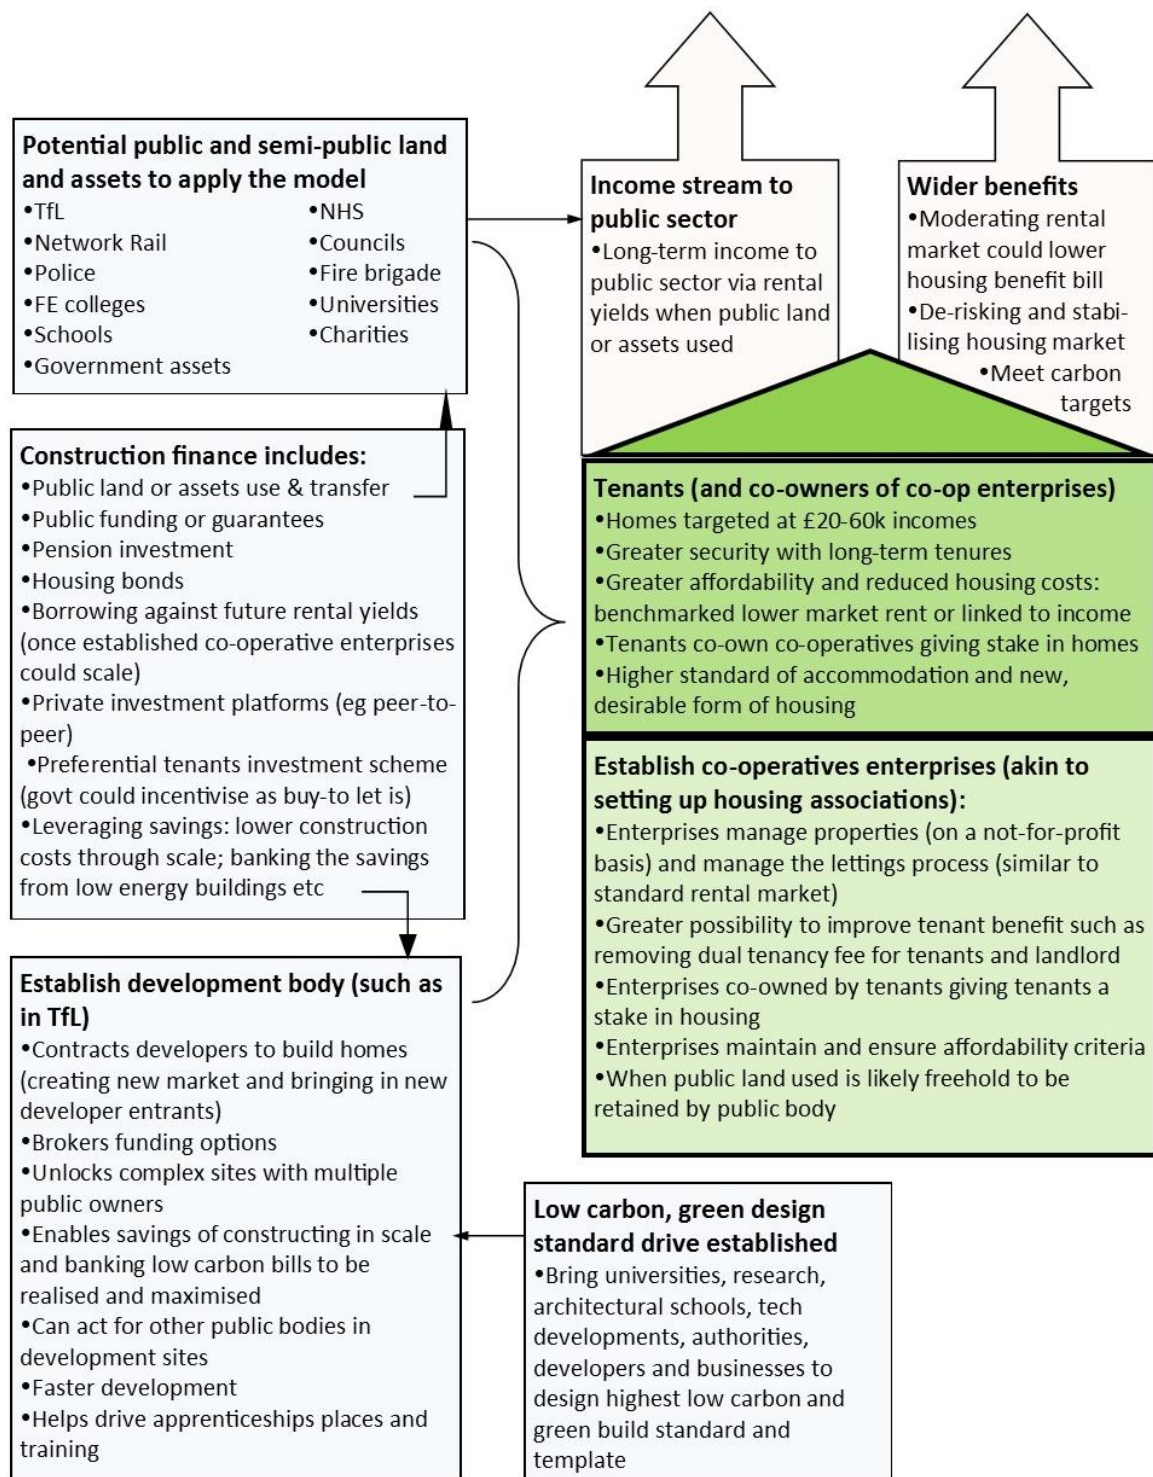 Potential public and semi-public land
and assets to apply the model
•TfL
•Network Rail
•Police
•FE colleges
•Schools
•Government assets
•NHS
•Councils
•Fire brigade
•Universities
•Charities
Income stream to
public sector
•Long-term income to
public sector via rental
yields when public land
or assets used
Wider benefits
•Moderating rental
market could lower
housing benefit bill
•De-risking and stabi-
lising housing market
•Meet carbon
targets
Construction finance includes:
•Public land or assets use & transfer
•Public funding or guarantees
•Pension investment
•Housing bonds
•Borrowing against future rental yields
(once established co-operative enterprises
could scale)
•Private investment platforms (eg peer-to-
peer)
•Preferential tenants investment scheme
(govt could incentivise as buy-to let is)
•Leveraging savings: lower construction
costs through scale; banking the savings
from low energy buildings etc
Tenants (and co-owners of co-op enterprises)
•Homes targeted at £20-60k incomes
•Greater security with long-term tenures
•Greater affordability and reduced housing costs:
benchmarked lower market rent or linked to income
•Tenants co-own co-operatives giving stake in homes
•Higher standard of accommodation and new,
desirable form of housing
Establish co-operatives enterprises (akin to
setting up housing associations):
•Enterprises manage properties (on a not-for-profit
basis) and manage the lettings process (similar to
standard rental market)
•Greater possibility to improve tenant benefit such as
removing dual tenancy fee for tenants and landlord
•Enterprises co-owned by tenants giving tenants a
stake in housing
•Enterprises maintain and ensure affordability criteria
•When public land used is likely freehold to be
retained by public body
Establish development body (such as
in TfL)
•Contracts developers to build homes
(creating new market and bringing in new
developer entrants)
•Brokers funding options
•Unlocks complex sites with multiple
public owners
•Enables savings of constructing in scale
and banking low carbon bills to be
realised and maximised
•Can act for other public bodies in
development sites
•Faster development
•Helps drive apprenticeships places and
training
Low carbon, green design
standard drive established
•Bring universities, research,
architectural schools, tech
developments, authorities,
developers and businesses to
design highest low carbon and
green build standard and
template